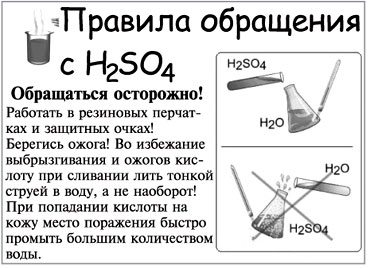 Правила обращения
с H2SO4
Обращаться осторожно!
Работать в резиновых перчат-
ках и защитных очках!
Берегись ожога! Во избежание
выбрызгивания и ожогов кис-
лоту при сливании лить тонкой
струей в воду, а не наоборот!
При попадании кислоты на
кожу место поражения быстро
промыть большим количеством
воды.
H2SO4
H2O
H2O
H2SO4